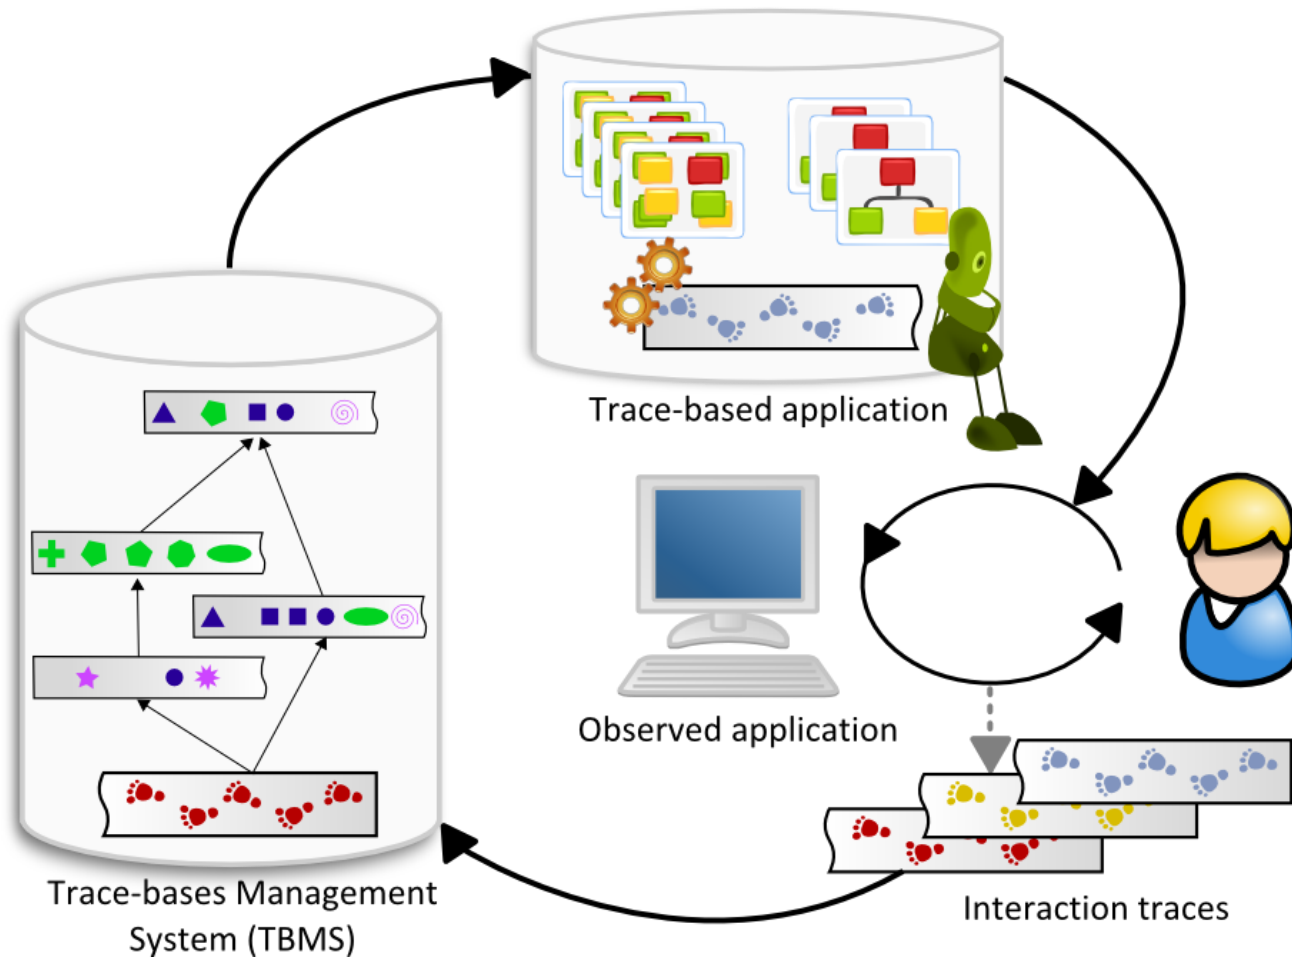 Trace-based application
Observed application
Trace-bases Management
System (TBMS)
Interaction traces